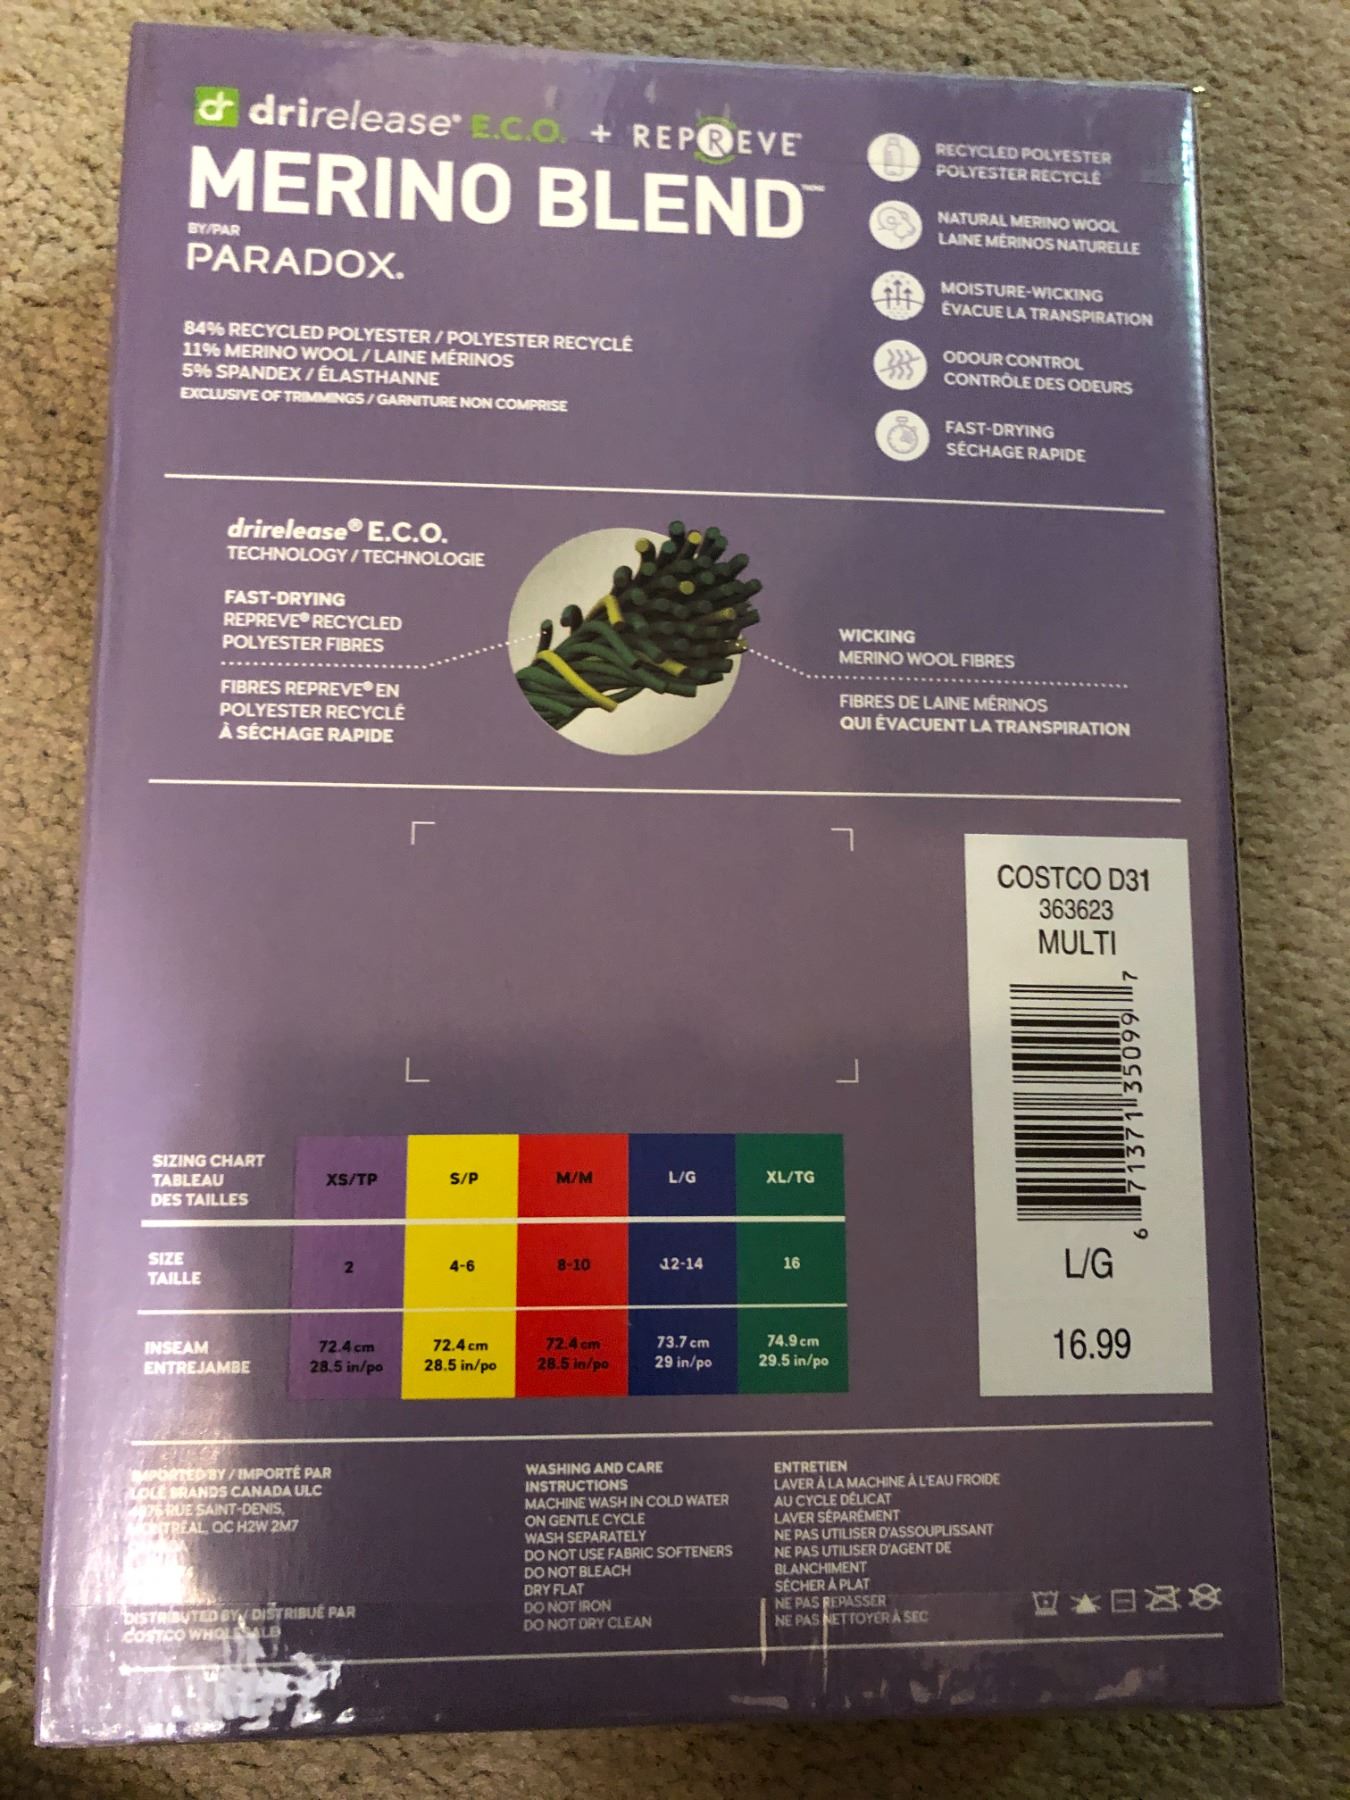 dr drirelease® E.C.O. + REPREVE®
MERINO BLEND™
BY/PAR
PARADOX.
84% RECYCLED POLYESTER / POLYESTER RECYCLÉ
11% MERINO WOOL / LAINE MÉRINOS
5% SPANDEX / ÉLASTHANNE
EXCLUSIVE OF TRIMMINGS / GARNITURE NON COMPRISE
RECYCLED POLYESTER
POLYESTER RECYCLÉ
NATURAL MERINO WOOL
LAINE MÉRINOS NATURELLE
MOISTURE-WICKING
ÉVACUE LA TRANSPIRATION
ODOUR CONTROL
CONTRÔLE DES ODEURS
FAST-DRYING
SÉCHAGE RAPIDE
drirelease® E.C.O.
TECHNOLOGY / TECHNOLOGIE
FAST-DRYING
REPREVE® RECYCLED
POLYESTER FIBRES
FIBRES REPREVE® EN
POLYESTER RECYCLÉ
À SÉCHAGE RAPIDE
WICKING
MERINO WOOL FIBRES
FIBRES DE LAINE MÉRINOS
QUI ÉVACUENT LA TRANSPIRATION
COSTCO D31
363623
MULTI
6 71371 35099 7
L/G
16.99
SIZING CHART
TABLEAU
DES TAILLES
XS/TP S/P M/M L/G XL/TG
SIZE
TAILLE
2 4-6 8-10 12-14 16
INSEAM
ENTREJAMBE
72.4 cm 72.4 cm 72.4 cm 73.7 cm 74.9 cm
28.5 in/po 28.5 in/po 28.5 in/po 29 in/po 29.5 in/po
IMPORTED BY / IMPORTÉ PAR
LOLË BRANDS CANADA ULC
RUE SAINT-DENIS,
MONTRÉAL, QC H2W 2M7
DISTRIBUTED BY / DISTRIBUÉ PAR
COSTCO WHOLESALE
WASHING AND CARE
INSTRUCTIONS
MACHINE WASH IN COLD WATER
ON GENTLE CYCLE
WASH SEPARATELY
DO NOT USE FABRIC SOFTENERS
DO NOT BLEACH
DRY FLAT
DO NOT IRON
DO NOT DRY CLEAN
ENTRETIEN
LAVER À LA MACHINE À L'EAU FROIDE
AU CYCLE DÉLICAT
LAVER SÉPARÉMENT
NE PAS UTILISER D'ASSOUPLISSANT
NE PAS UTILISER D'AGENT DE
BLANCHIMENT
SÉCHER À PLAT
NE PAS REPASSER
NE PAS NETTOYER À SEC